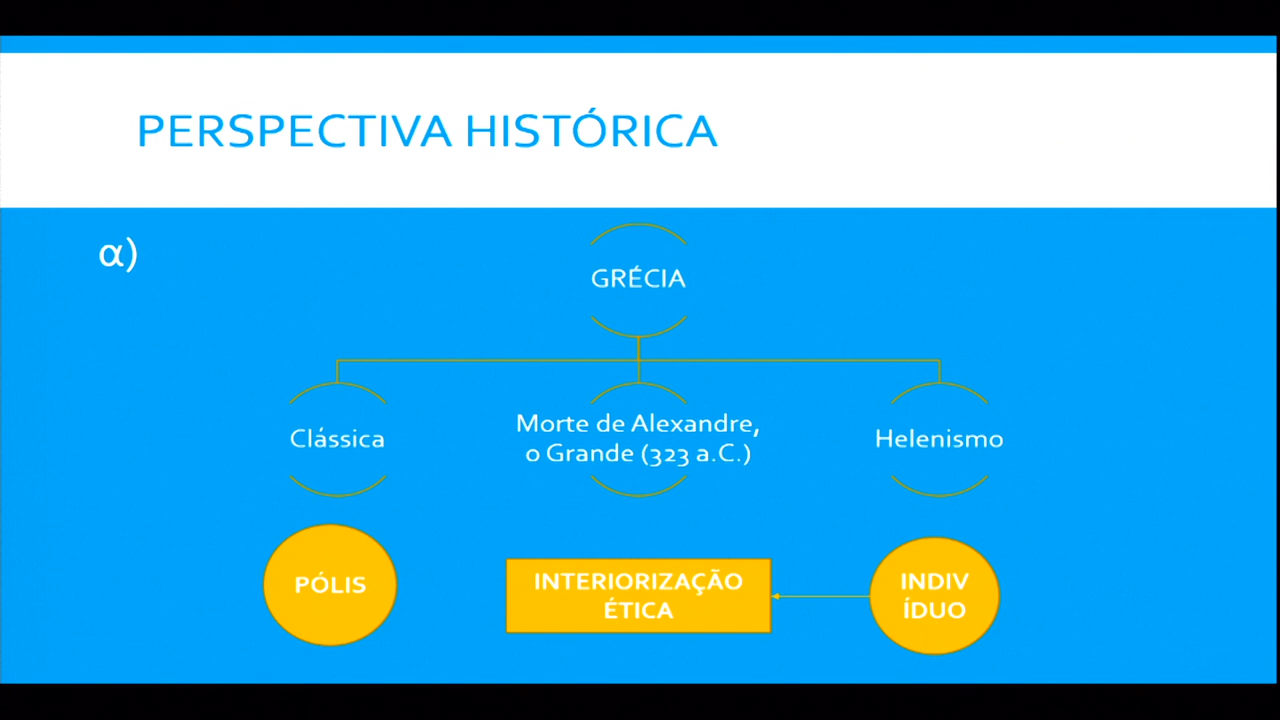 PERSPECTIVA HISTÓRICA
α)
GRÉCIA
Clássica
Morte de Alexandre,
o Grande (323 a.C.)
Helenismo
PÓLIS
INTERIORIZAÇÃO
ÉTICA
INDIV
ÍDUO